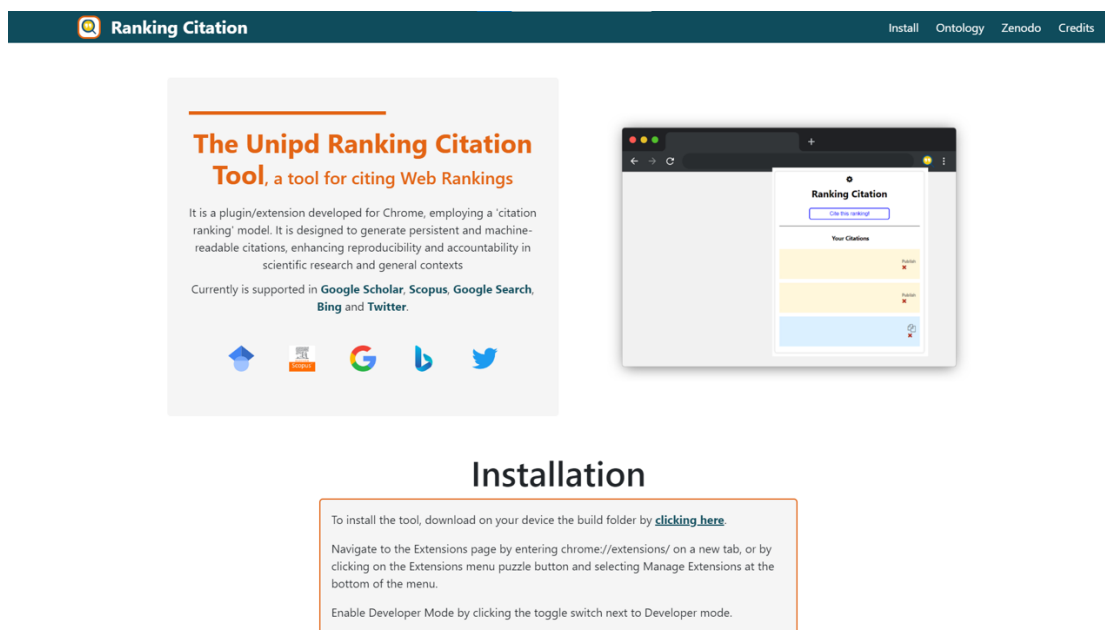 Ranking Citation
Install Ontology Zenodo Credits
The Unipd Ranking Citation
Tool, a tool for citing Web Rankings
It is a plugin/extension developed for Chrome, employing a 'citation
ranking' model. It is designed to generate persistent and machine-
readable citations, enhancing reproducibility and accountability in
scientific research and general contexts
Currently is supported in Google Scholar, Scopus, Google Search,
Bing and Twitter.
Scopus
Ranking Citation
Cite this ranking!
Your Citations
Publish
Publish
Installation
To install the tool, download on your device the build folder by clicking here.
Navigate to the Extensions page by entering chrome://extensions/ on a new tab, or by
clicking on the Extensions menu puzzle button and selecting Manage Extensions at the
bottom of the menu.
Enable Developer Mode by clicking the toggle switch next to Developer mode.